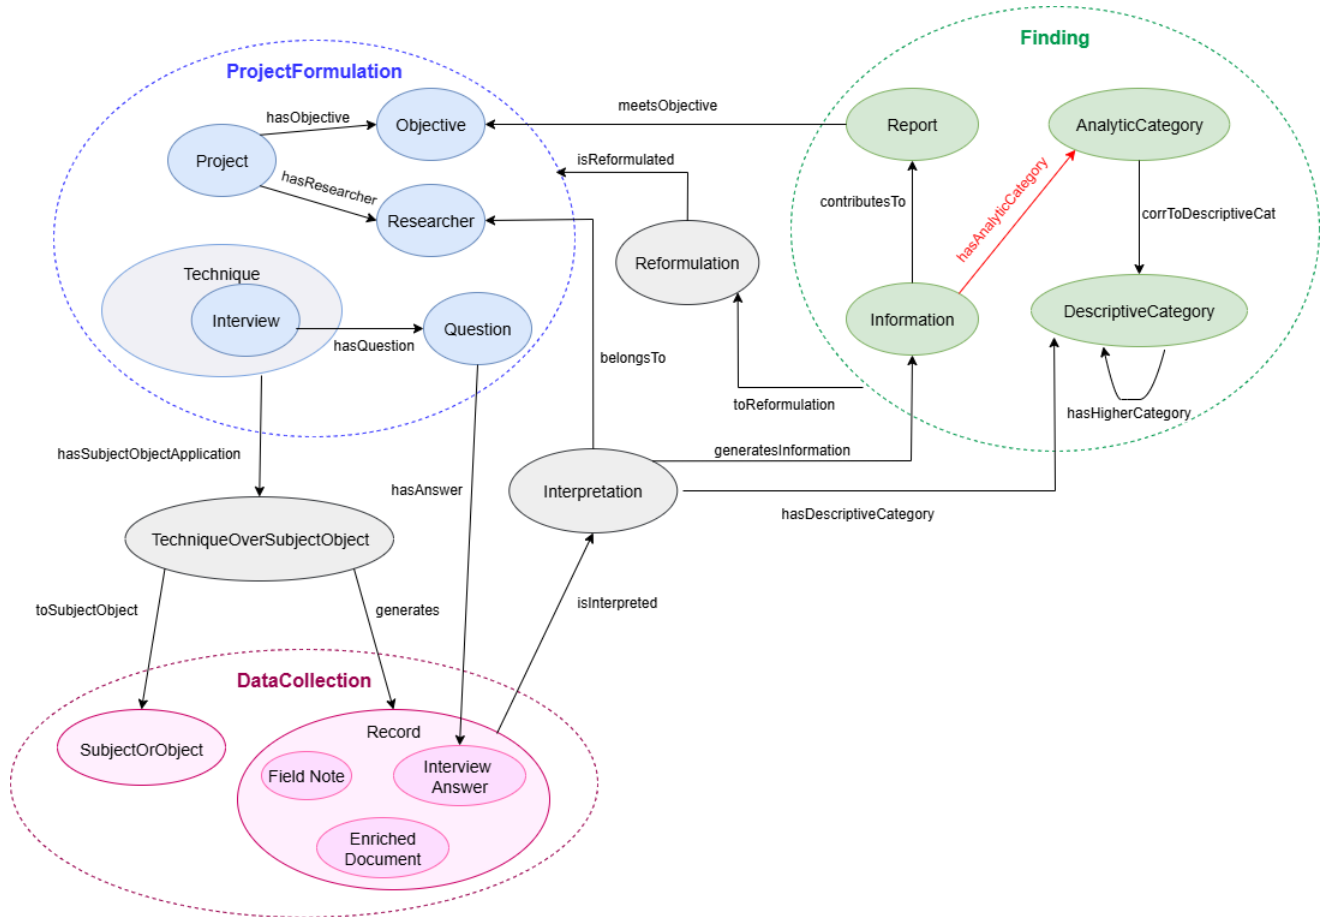 Finding
ProjectFormulation
hasObjective
Objective
meetsObjective
Report
AnalyticCategory
Project
isReformulated
hasResearcher
Researcher
contributesTo
hasAnalyticCategory
corrToDescriptiveCat
Reformulation
Technique
Interview
hasQuestion
Question
Information
DescriptiveCategory
belongsTo
toReformulation
hasHigherCategory
hasSubjectObjectApplication
generatesInformation
hasAnswer
Interpretation
hasDescriptiveCategory
TechniqueOverSubjectObject
toSubjectObject
generates
isInterpreted
DataCollection
Record
SubjectOrObject
Field Note
Interview
Answer
Enriched
Document